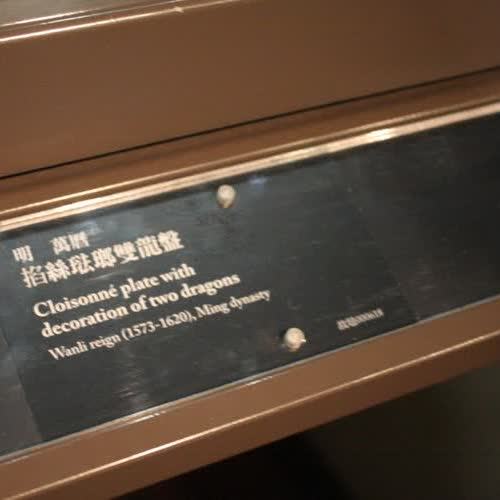 明 萬曆
掐絲琺瑯雙龍盤
Cloisonné plate with
decoration of two dragons
Wanli reign (1573-1620), Ming dynasty